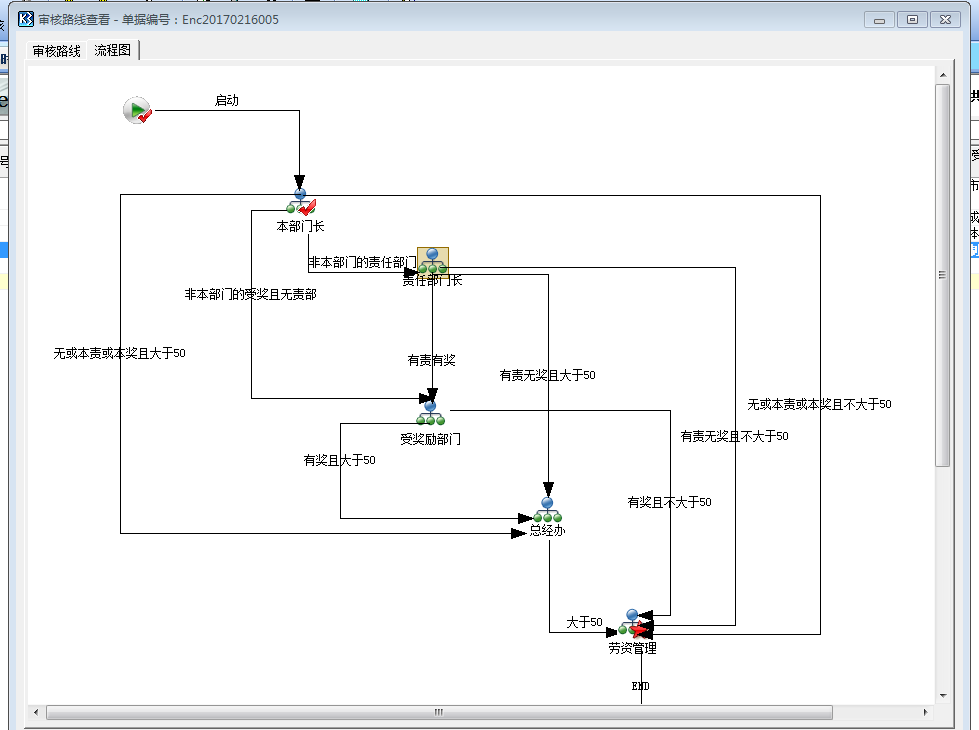 审核路线查看 - 单据编号：Enc20170216005
审核路线 流程图
启动
本部门长
非本部门的责任部门
责任部门长
非本部门的受奖且无责部
无或本责或本奖且大于50
有责有奖
有责无奖且大于50
无或本责或本奖且不大于50
有责无奖且不大于50
受奖励部门
有奖且大于50
有奖且不大于50
总经办
大于50
劳资管理
END